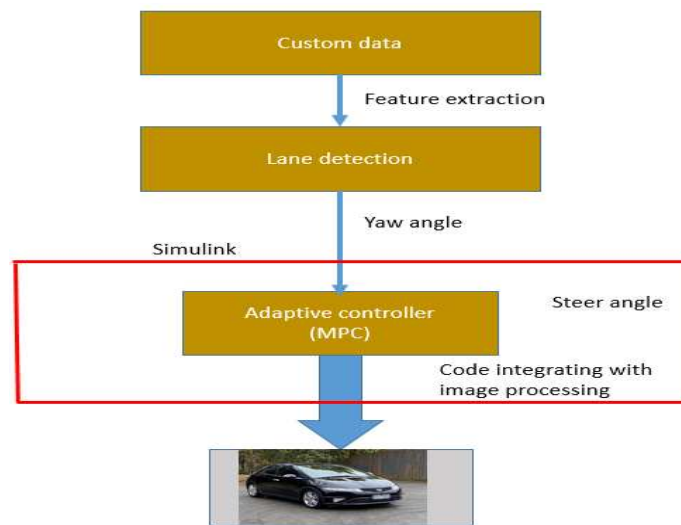 Custom data
Feature extraction
Lane detection
Yaw angle
Simulink
Steer angle
Adaptive controller
(MPC)
Code integrating with
image processing